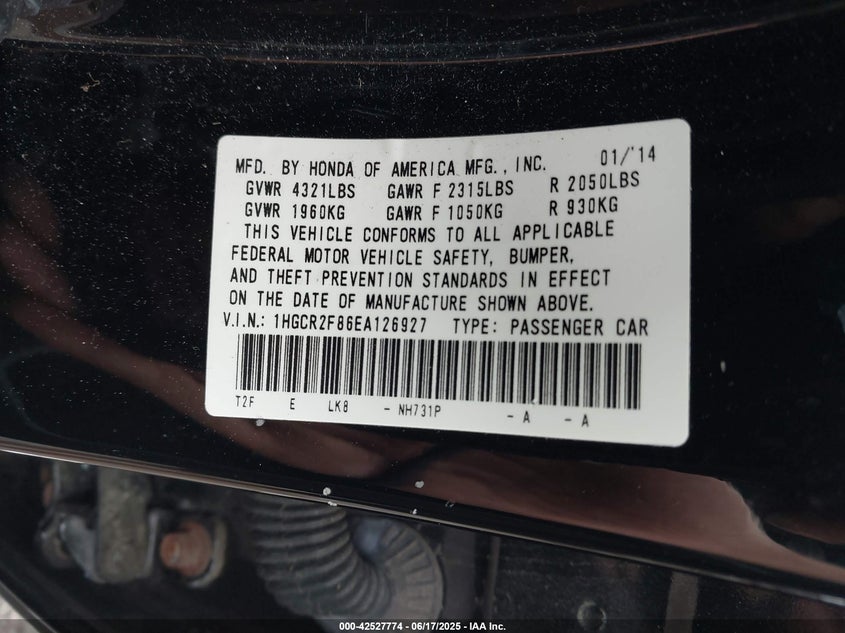 MFD. BY HONDA OF AMERICA MFG., INC. 01/'14
GVWR 4321LBS GAWR F 2315LBS R 2050LBS
GVWR 1960KG GAWR F 1050KG R 930KG
THIS VEHICLE CONFORMS TO ALL APPLICABLE
FEDERAL MOTOR VEHICLE SAFETY, BUMPER,
AND THEFT PREVENTION STANDARDS IN EFFECT
ON THE DATE OF MANUFACTURE SHOWN ABOVE.
V.I.N.: 1HGCR2F86EA126927 TYPE: PASSENGER CAR
T2F E LK8 - NH731P - A - A
000-42527774 - 06/17/2025 - IAA Inc.